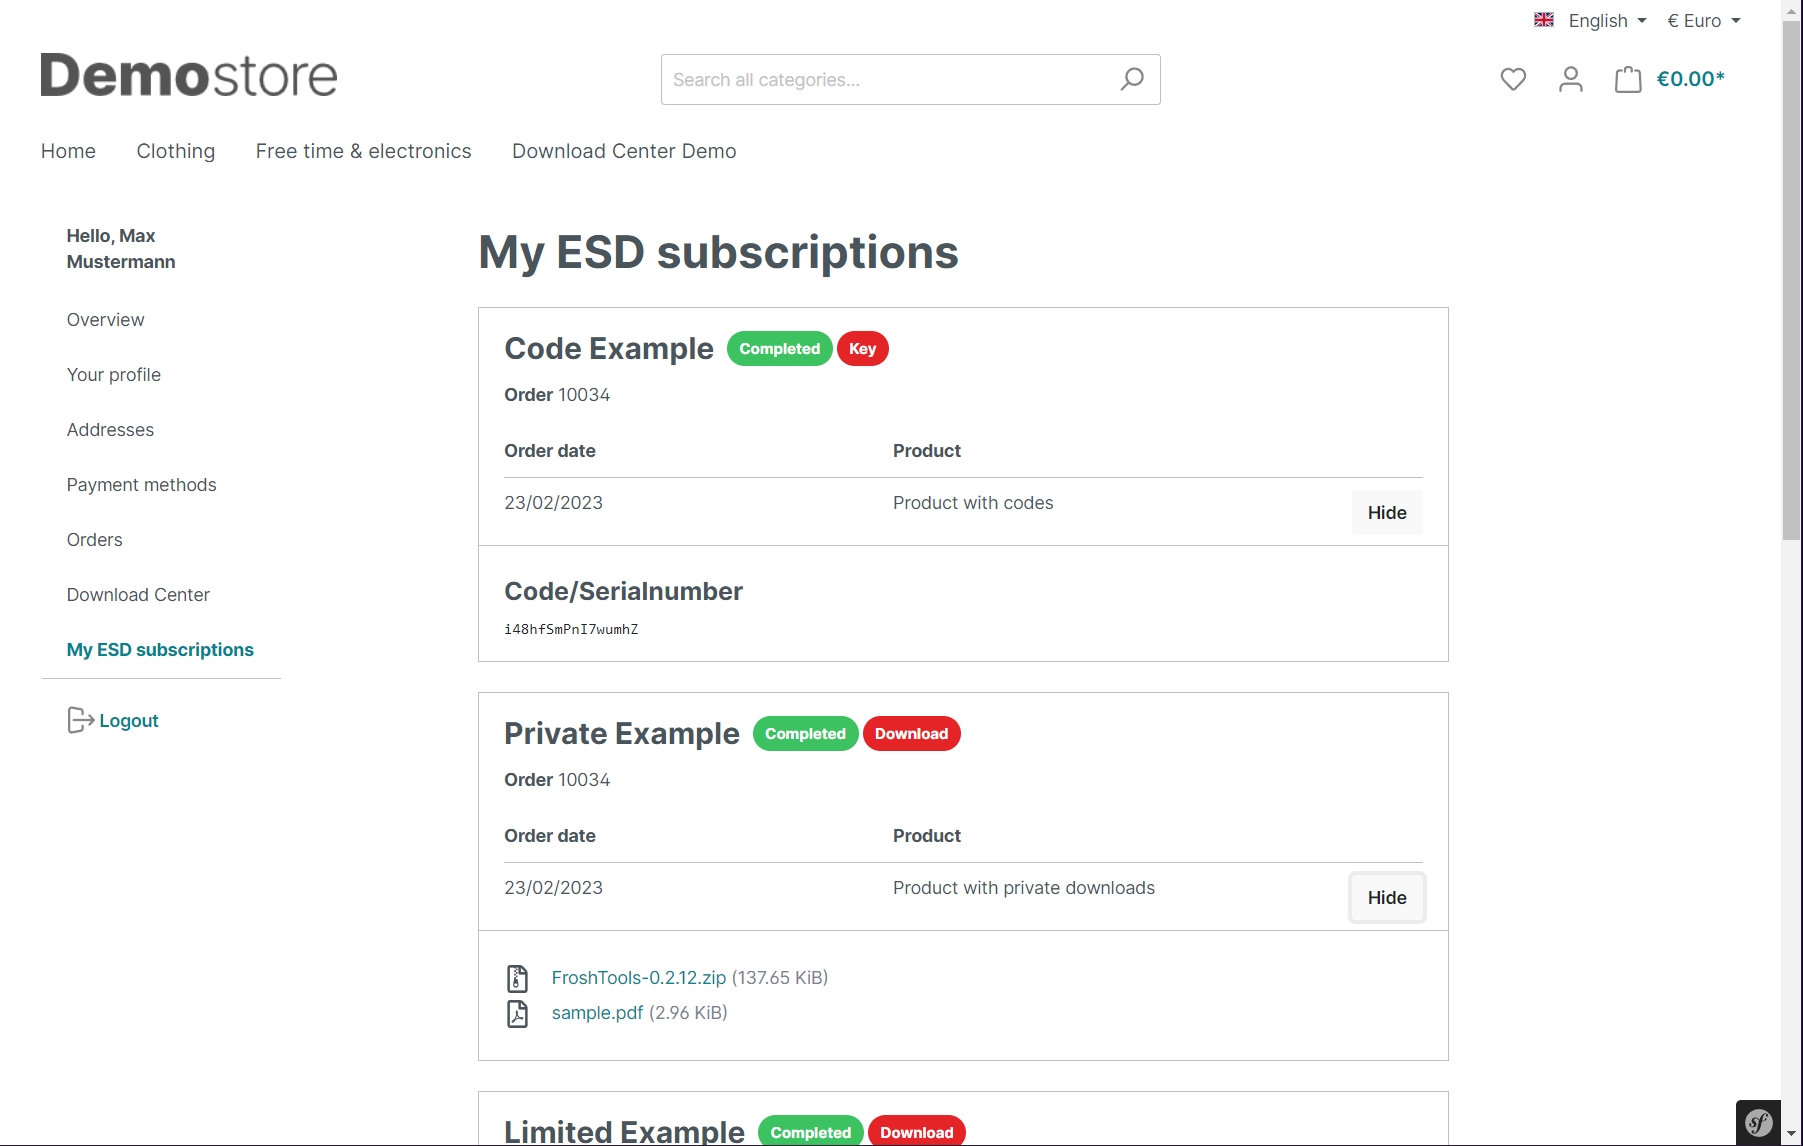 English
€ Euro
Demostore
Search all categories...
€0.00*
Home
Clothing
Free time & electronics
Download Center Demo
Hello, Max
Mustermann
Overview
Your profile
Addresses
Payment methods
Orders
Download Center
My ESD subscriptions
Logout
My ESD subscriptions
Code Example
Completed
Key
Order 10034
Order date
Product
23/02/2023
Product with codes
Hide
Code/Serialnumber
i48hfSmPnI7wumhZ
Private Example
Completed
Download
Order 10034
Order date
Product
23/02/2023
Product with private downloads
Hide
FroshTools-0.2.12.zip (137.65 KiB)
sample.pdf (2.96 KiB)
Limited Example
Completed
Download
sf